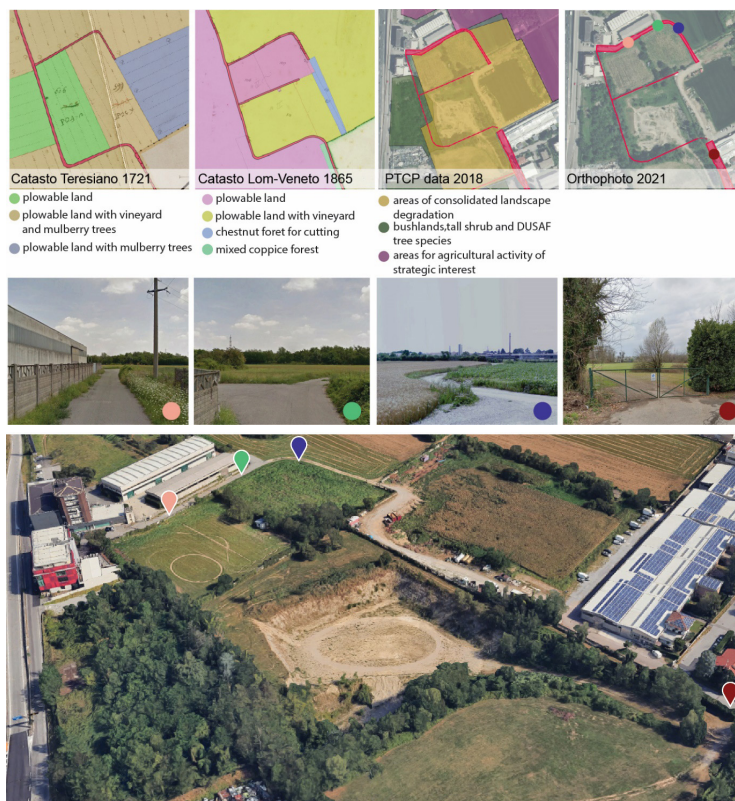 Catasto Teresiano 1721
Catasto Lom-Veneto 1865
PTCP data 2018
Orthophoto 2021
plowable land
plowable land with vineyard
and mulberry trees
plowable land with mulberry trees
plowable land
plowable land with vineyard
chestnut foret for cutting
mixed coppice forest
areas of consolidated landscape
degradation
bushlands,tall shrub and DUSAF
tree species
areas for agricultural activity of
strategic interest